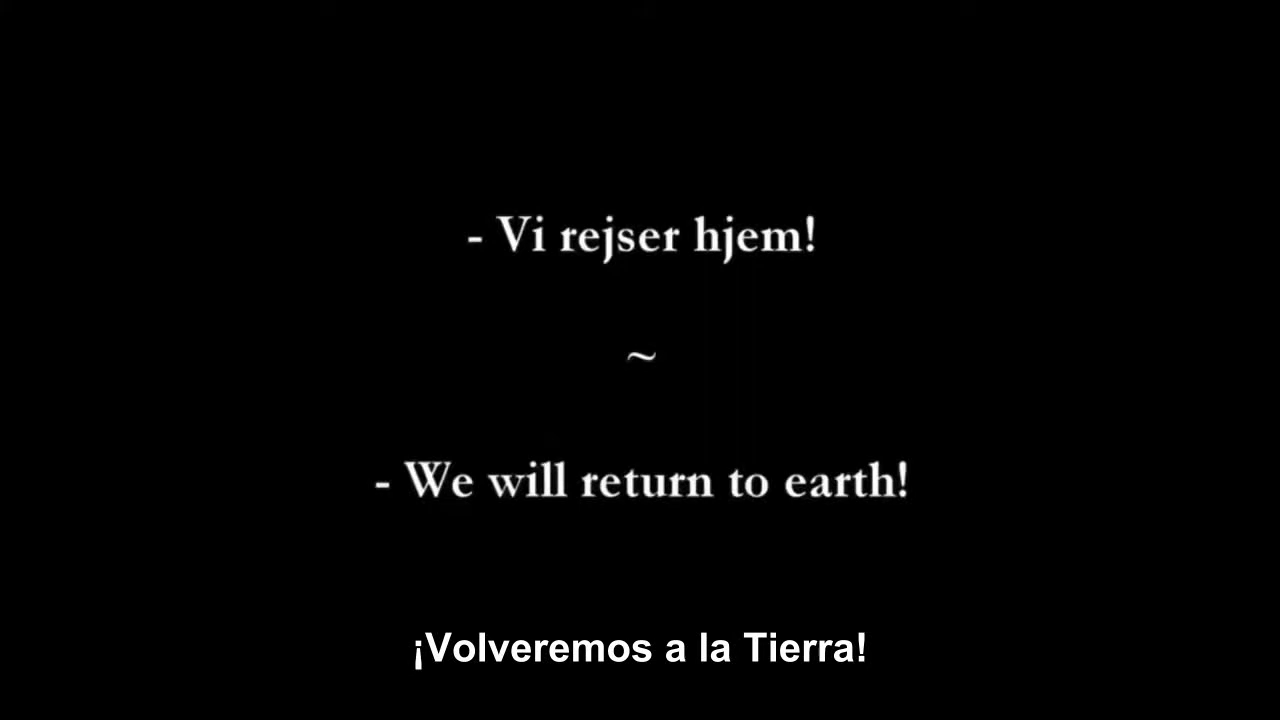 - Vi rejser hjem!
~
- We will return to earth!
¡Volveremos a la Tierra!